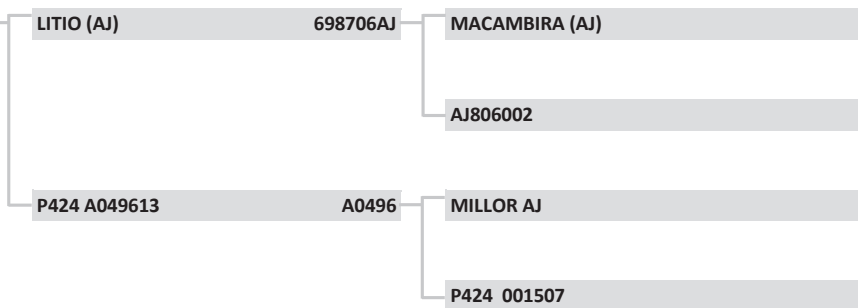 LITIO (AJ) 698706AJ MACAMBIRA (AJ)
AJ806002
P424 A049613 A0496 MILLOR AJ
P424 001507